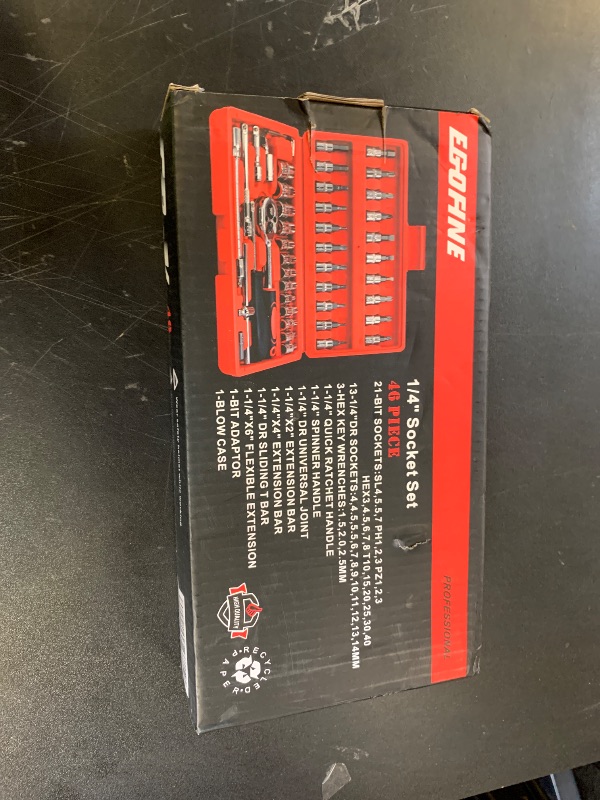 EGOFINE
PROFESSIONAL
1/4" Socket Set
46 PIECE
21-BIT SOCKETS:SL4,5.5,7 PH1,2,3 PZ1,2,3
HEX3,4,5,6,7,8 T10,15,20,25,30,40
13-1/4"DR SOCKETS:4,4.5,5.5,6,7,8,9,10,11,12,13,14MM
3-HEX KEY WRENCHES:1.5,2.0,2.5MM
1-1/4" QUICK RATCHET HANDLE
1-1/4" SPINNER HANDLE
1-1/4" DR UNIVERSAL JOINT
1-1/4"X2" EXTENSION BAR
1-1/4"X4" EXTENSION BAR
1-1/4" DR SLIDING T BAR
1-1/4"X6" FLEXIBLE EXTENSION
1-BIT ADAPTOR
1-BLOW CASE
HIGH QUALITY
RECYCLE
PAPER